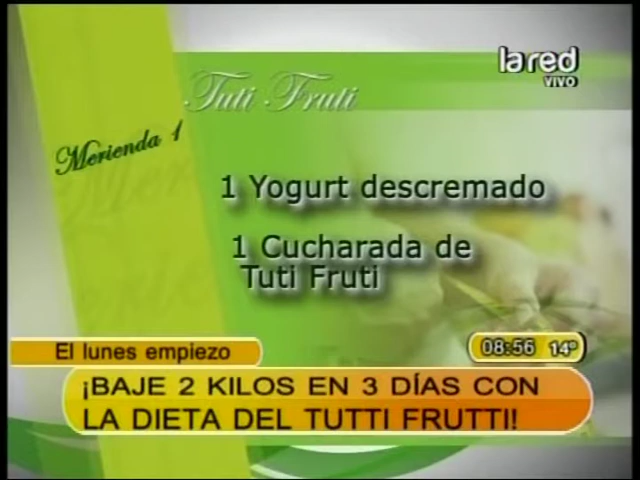 la red
VIVO
Tuti Fruti
Merienda 1
1 Yogurt descremado
1 Cucharada de
Tuti Fruti
El lunes empiezo
08:56 14°
¡BAJE 2 KILOS EN 3 DÍAS CON
LA DIETA DEL TUTTI FRUTTI!